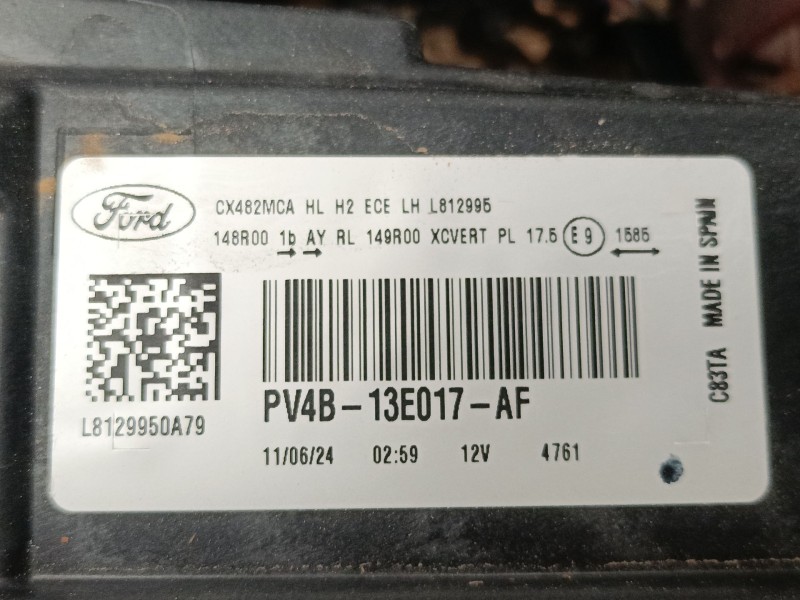 Ford
CX482MCA HL H2 ECE LH L812995
148R00 1b AY RL 149R00 XCVERT PL 17.5 E9 1585
L8129950A79
PV4B-13E017-AF
11/06/24 02:59 12V 4761
C83TA MADE IN SPAIN